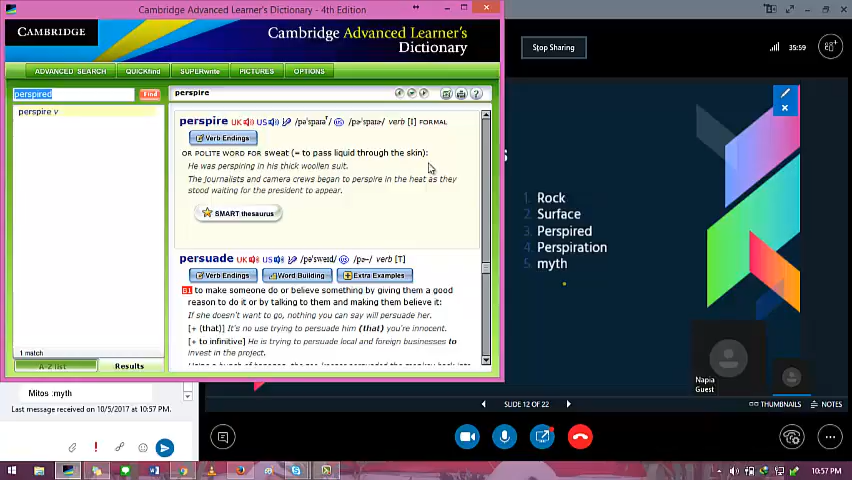 Cambridge Advanced Learner's Dictionary - 4th Edition
CAMBRIDGE
Cambridge Advanced Learner's
Dictionary
ADVANCED SEARCH
QUICKfind
SUPERwrite
PICTURES
OPTIONS
perspired
Find
perspire v
1 match
A-Z list
Results
perspire
perspire UK US /pəˈspaɪəʳ/ US /pɚˈspaɪɚ/ verb [I] FORMAL
Verb Endings
OR POLITE WORD FOR sweat (= to pass liquid through the skin):
He was perspiring in his thick woollen suit.
The journalists and camera crews began to perspire in the heat as they
stood waiting for the president to appear.
SMART thesaurus
persuade UK US /pəˈsweɪd/ US /pɚ-/ verb [T]
Verb Endings
Word Building
Extra Examples
B1 to make someone do or believe something by giving them a good
reason to do it or by talking to them and making them believe it:
If she doesn't want to go, nothing you can say will persuade her.
[+ (that)] It's no use trying to persuade him (that) you're innocent.
[+ to infinitive] He is trying to persuade local and foreign businesses to
invest in the project.
Mitos :myth
Last message received on 10/5/2017 at 10:57 PM.
Stop Sharing
35:59
s
1. Rock
2. Surface
3. Perspired
4. Perspiration
5. myth
Napia
Guest
SLIDE 12 OF 22
THUMBNAILS
NOTES
10:57 PM